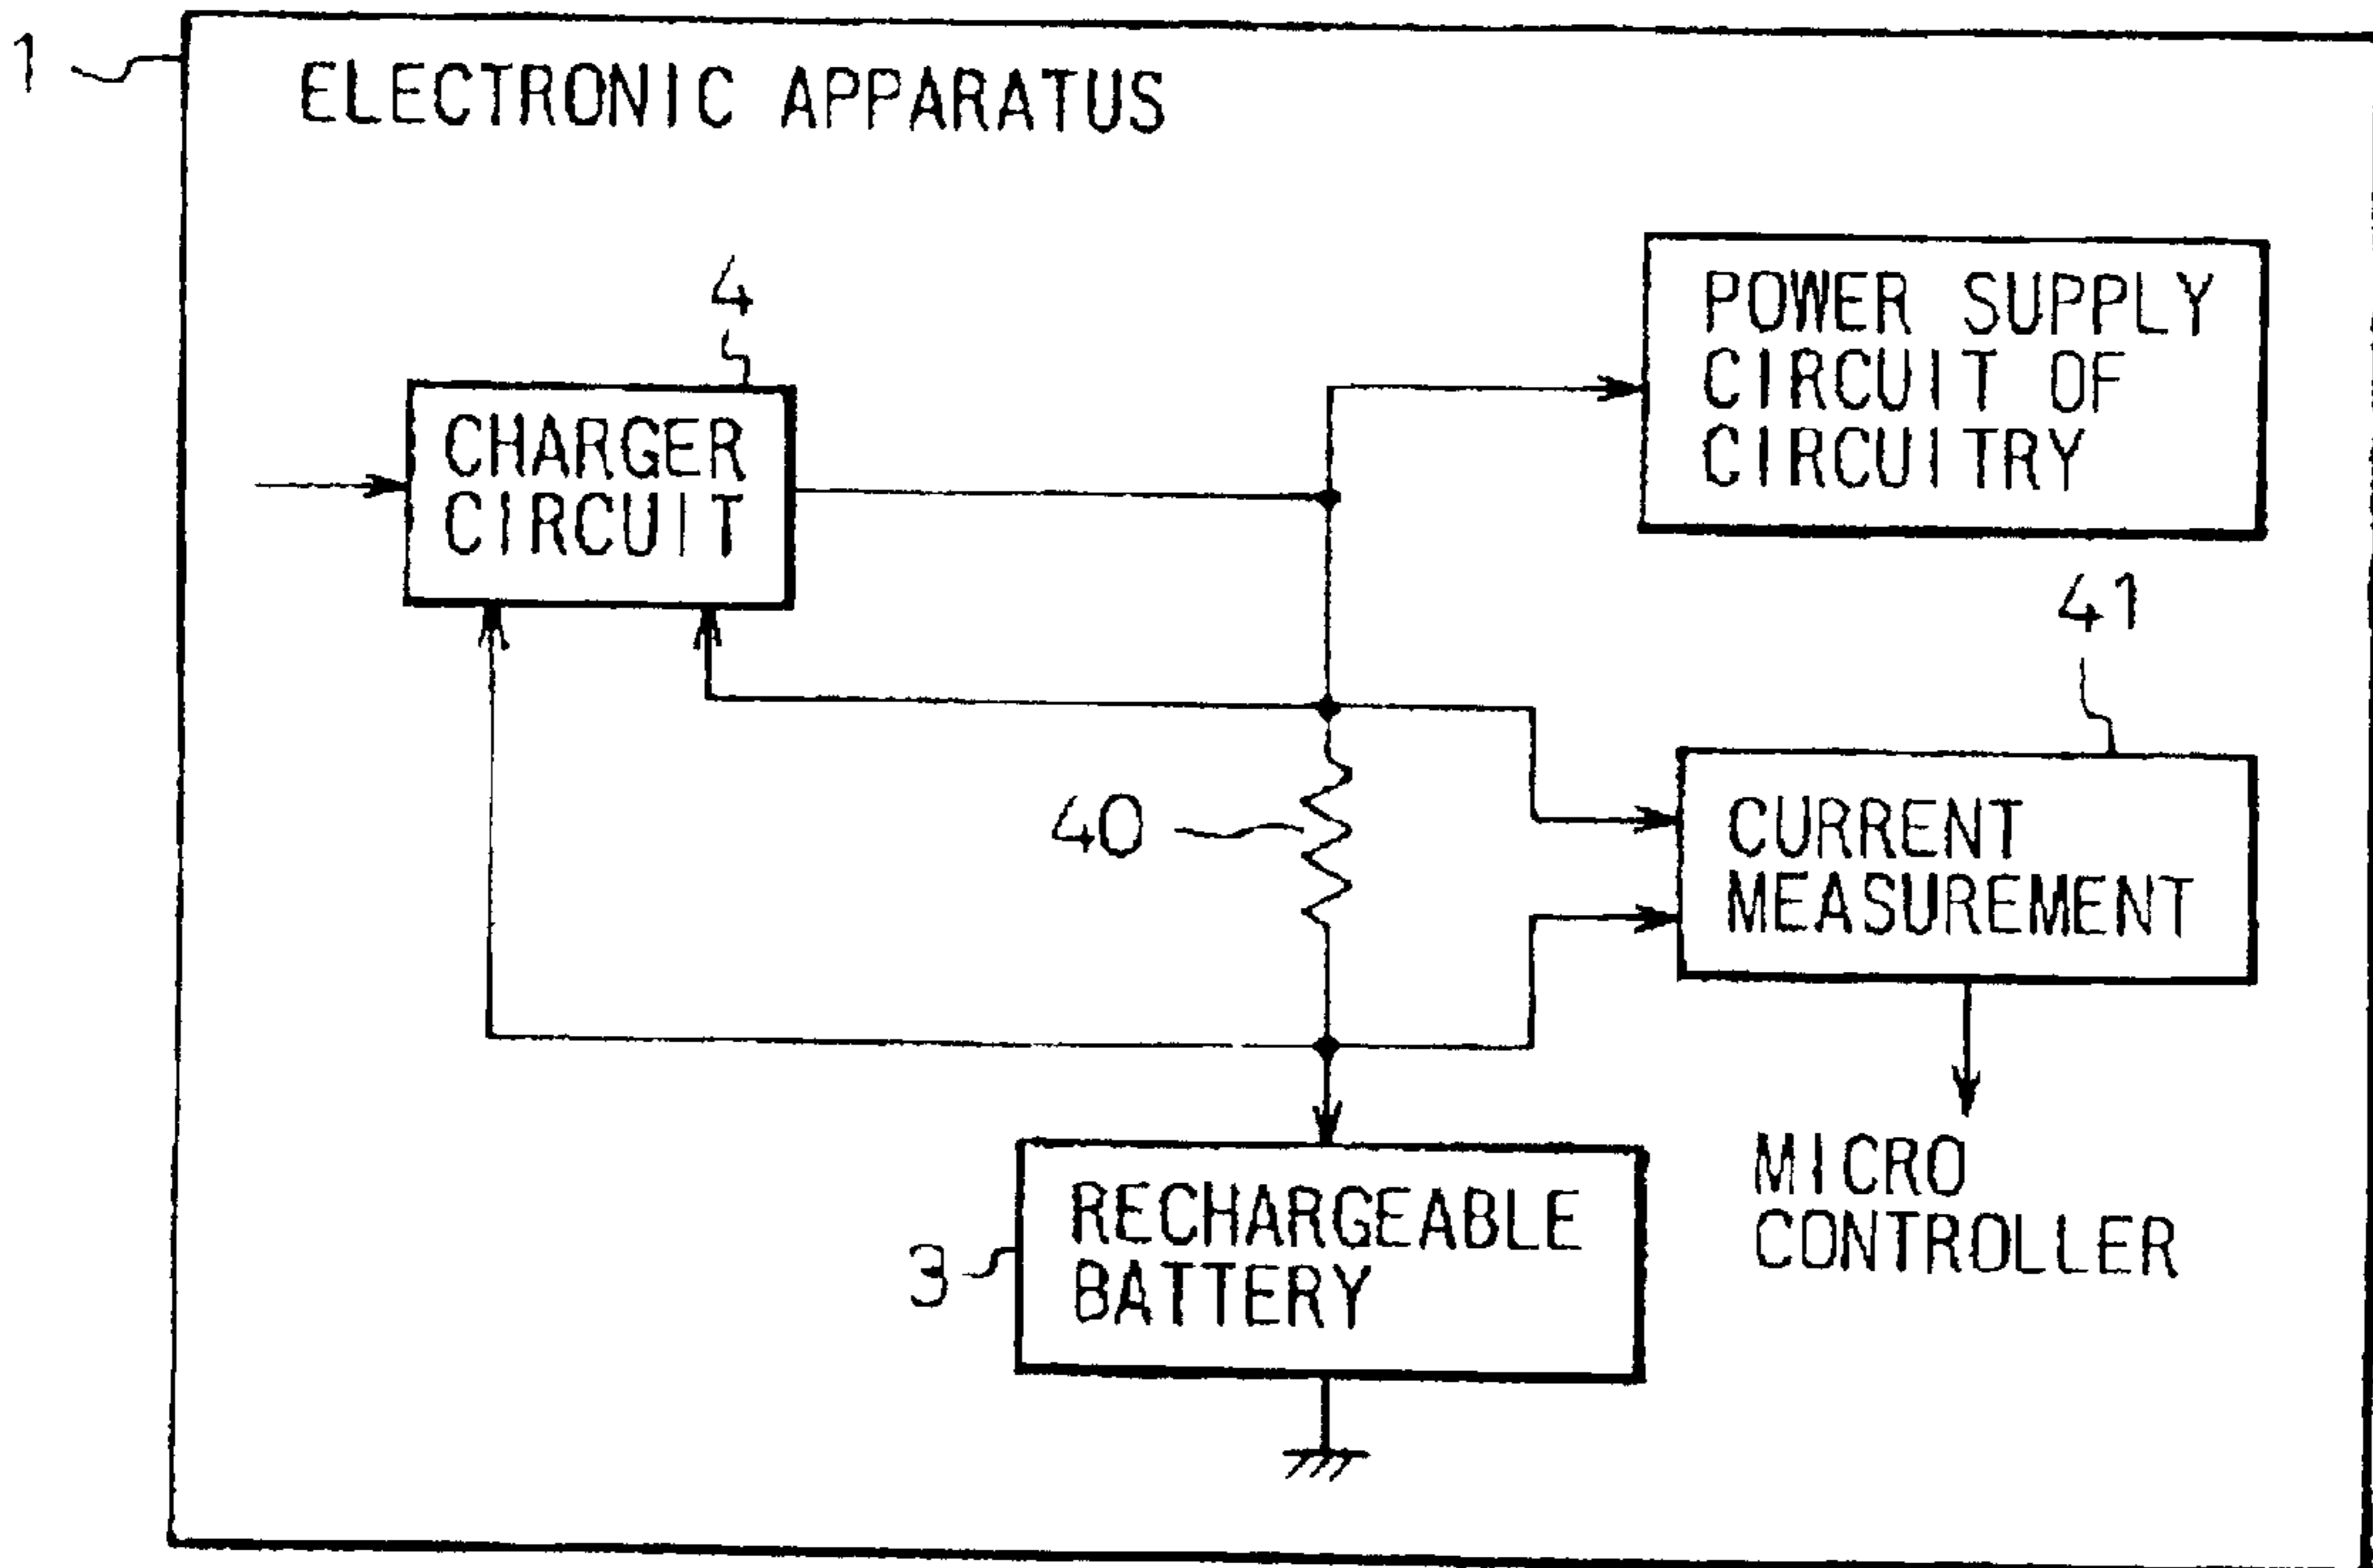 1
ELECTRONIC APPARATUS
4
CHARGER
CIRCUIT
POWER SUPPLY
CIRCUIT OF
CIRCUITRY
41
40
CURRENT
MEASUREMENT
MICRO
CONTROLLER
3
RECHARGEABLE
BATTERY